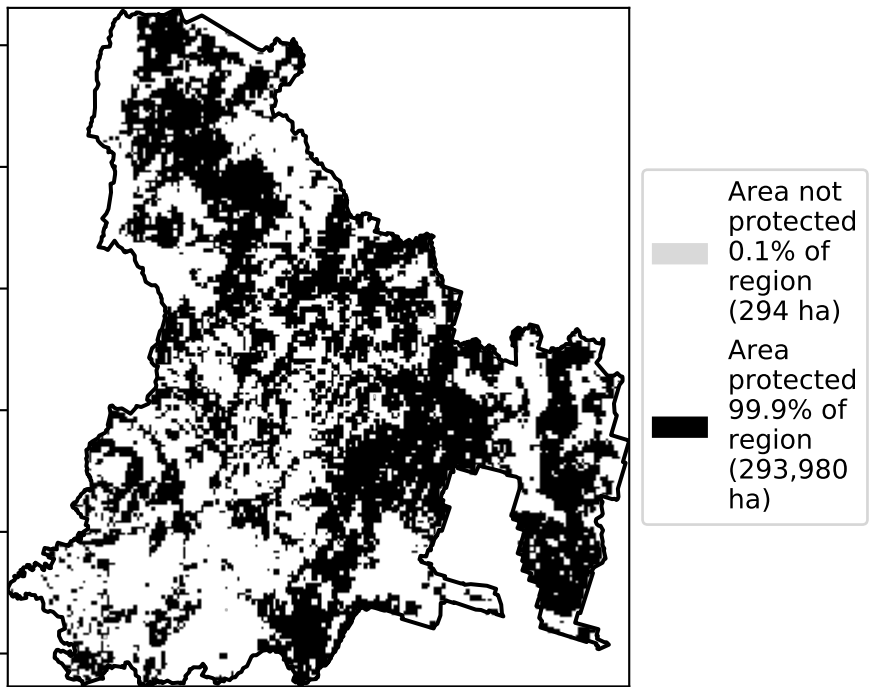 Area not
protected
0.1% of
region
(294 ha)
Area
protected
99.9% of
region
(293,980
ha)